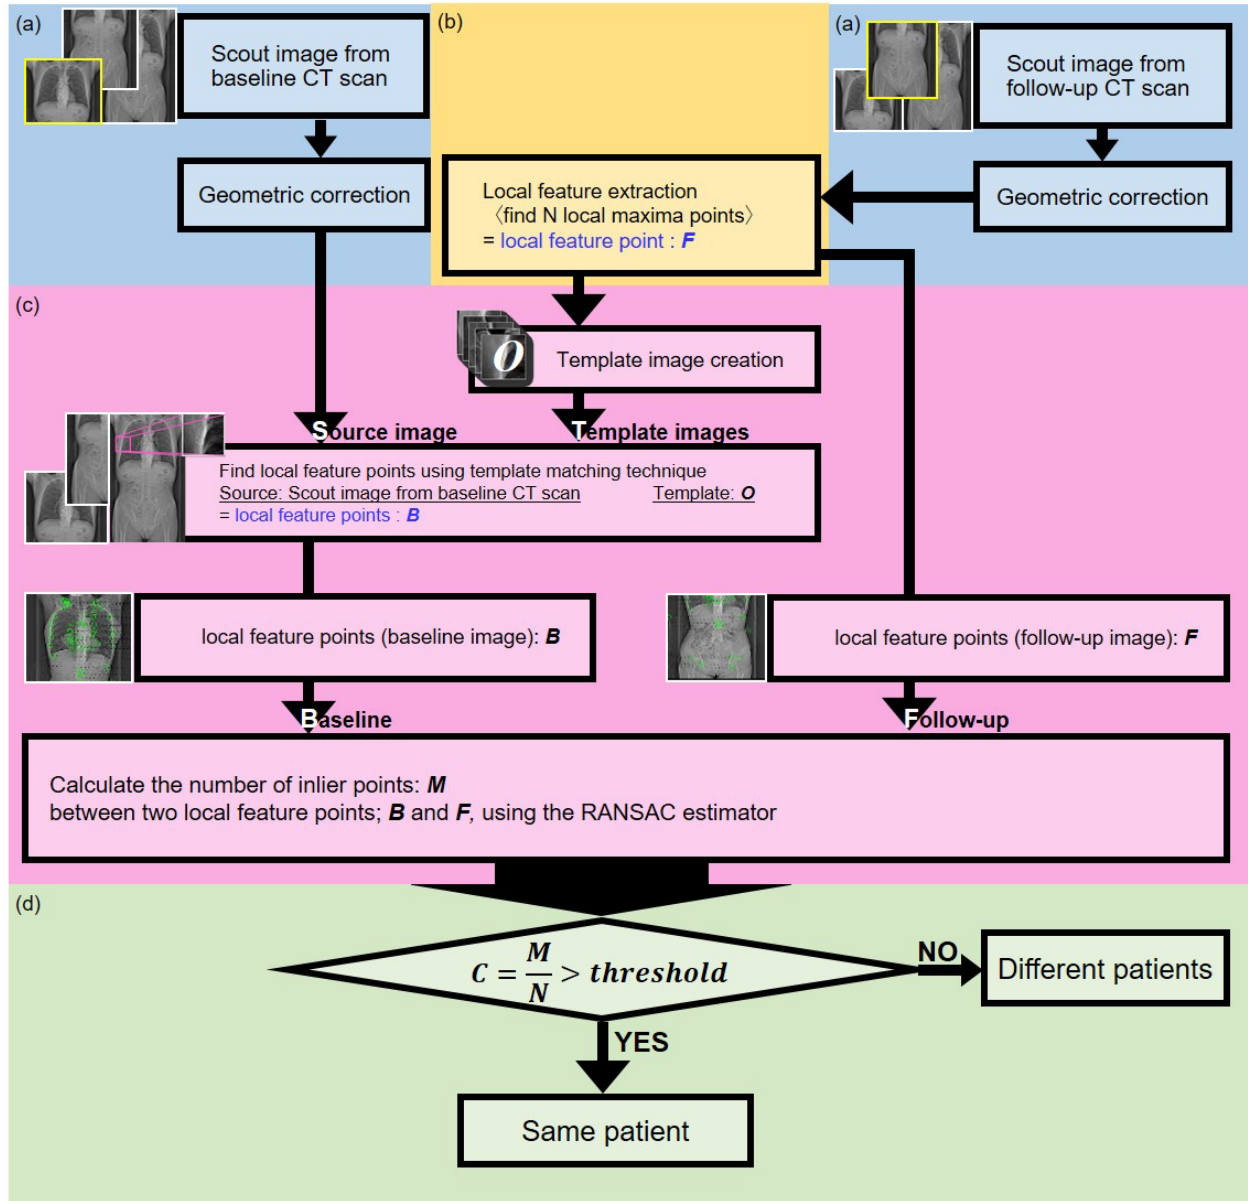 (a)
Scout image from
baseline CT scan
Geometric correction
(b)
Local feature extraction
〈find N local maxima points〉
= local feature point : F
(a)
Scout image from
follow-up CT scan
Geometric correction
(c)
O
Template image creation
Source image
Template images
Find local feature points using template matching technique
Source: Scout image from baseline CT scan Template: O
= local feature points : B
local feature points (baseline image): B
local feature points (follow-up image): F
Baseline
Follow-up
Calculate the number of inlier points: M
between two local feature points; B and F, using the RANSAC estimator
(d)
C = M/N > threshold
NO
Different patients
YES
Same patient